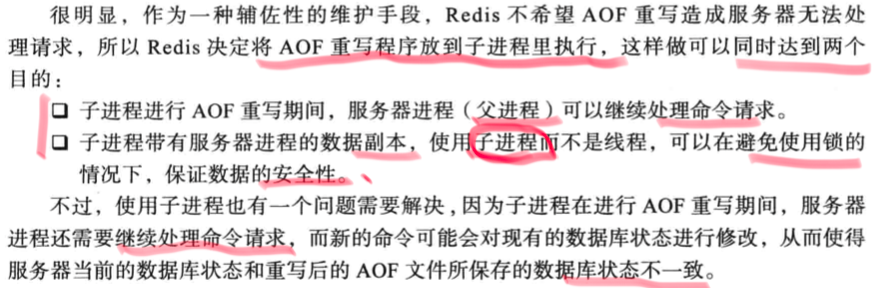 很明显，作为一种辅佐性的维护手段，Redis 不希望 AOF 重写造成服务器无法处
理请求，所以 Redis 决定将 AOF 重写程序放到子进程里执行，这样做可以同时达到两个
目的：
❑ 子进程进行 AOF 重写期间，服务器进程（父进程）可以继续处理命令请求。
❑ 子进程带有服务器进程的数据副本，使用子进程而不是线程，可以在避免使用锁的
情况下，保证数据的安全性。
不过，使用子进程也有一个问题需要解决，因为子进程在进行 AOF 重写期间，服务器
进程还需要继续处理命令请求，而新的命令可能会对现有的数据库状态进行修改，从而使得
服务器当前的数据库状态和重写后的 AOF 文件所保存的数据库状态不一致。